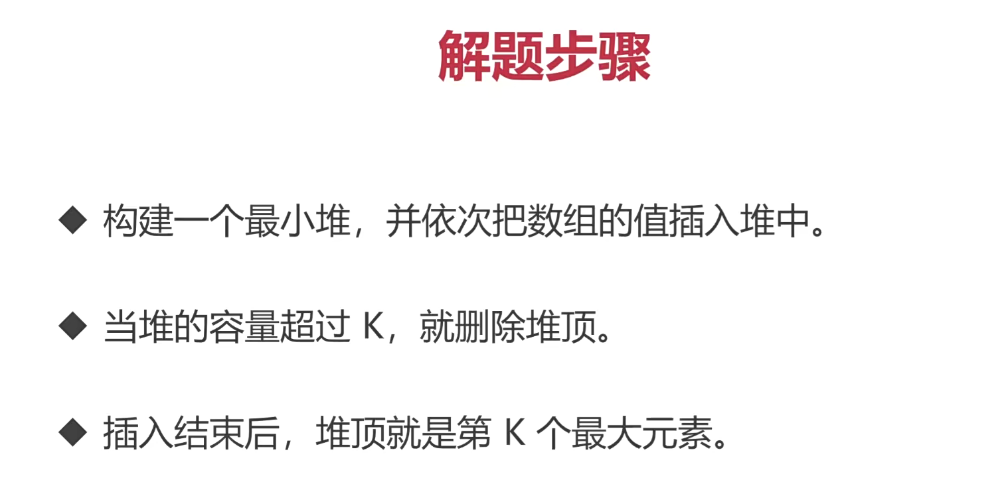 解题步骤
◆ 构建一个最小堆，并依次把数组的值插入堆中。
◆ 当堆的容量超过 K，就删除堆顶。
◆ 插入结束后，堆顶就是第 K 个最大元素。